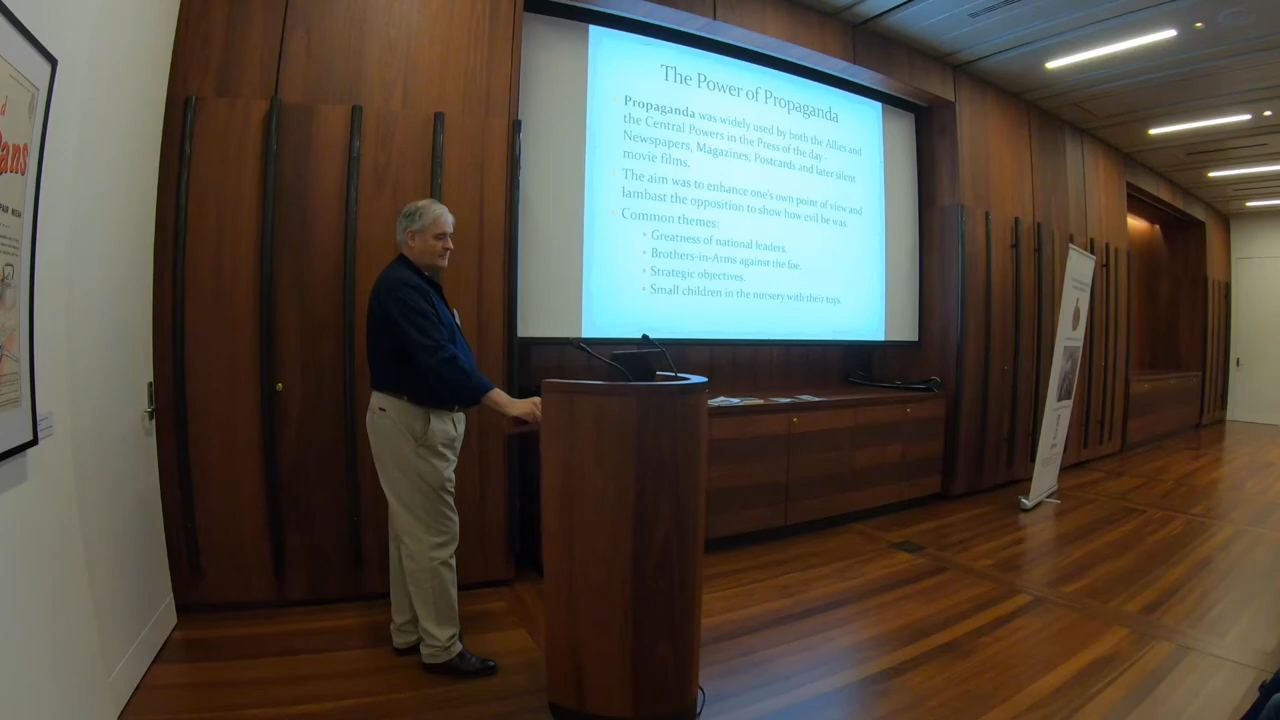 The Power of Propaganda
Propaganda was widely used by both the Allies and
the Central Powers in the Press of the day -
Newspapers, Magazines, Postcards and later silent
movie films.
The aim was to enhance one's own point of view and
lambast the opposition to show how evil he was.
Common themes:
Greatness of national leaders.
Brothers-in-Arms against the foe.
Strategic objectives.
Small children in the nursery with their toys.